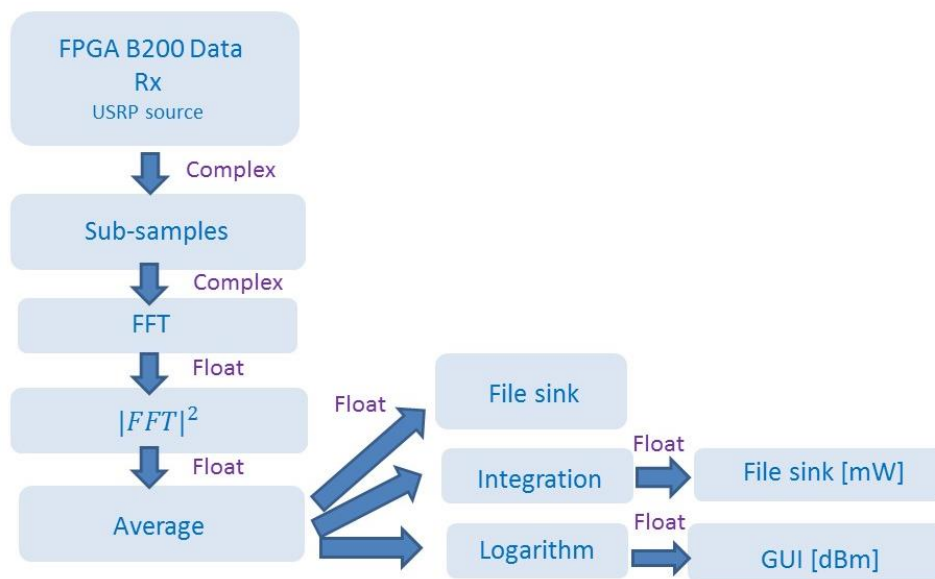 FPGA B200 Data
Rx
USRP source
Complex
Sub-samples
Complex
FFT
Float
|FFT|²
Float
Average
Float
File sink
Integration
Float
File sink [mW]
Logarithm
Float
GUI [dBm]